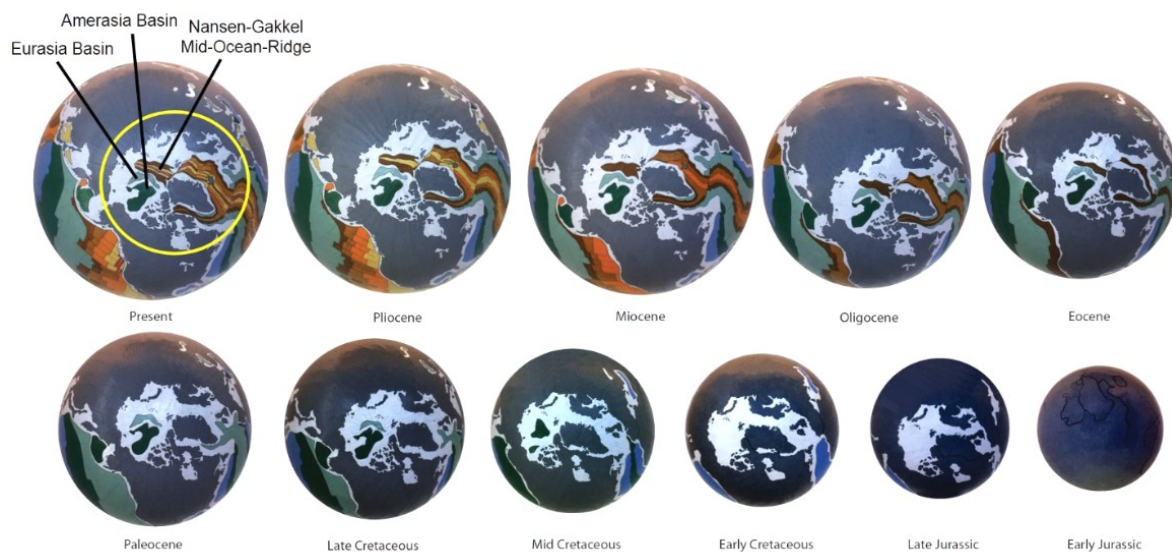 Amerasia Basin
Nansen-Gakkel
Mid-Ocean-Ridge
Eurasia Basin
Present
Pliocene
Miocene
Oligocene
Eocene
Paleocene
Late Cretaceous
Mid Cretaceous
Early Cretaceous
Late Jurassic
Early Jurassic